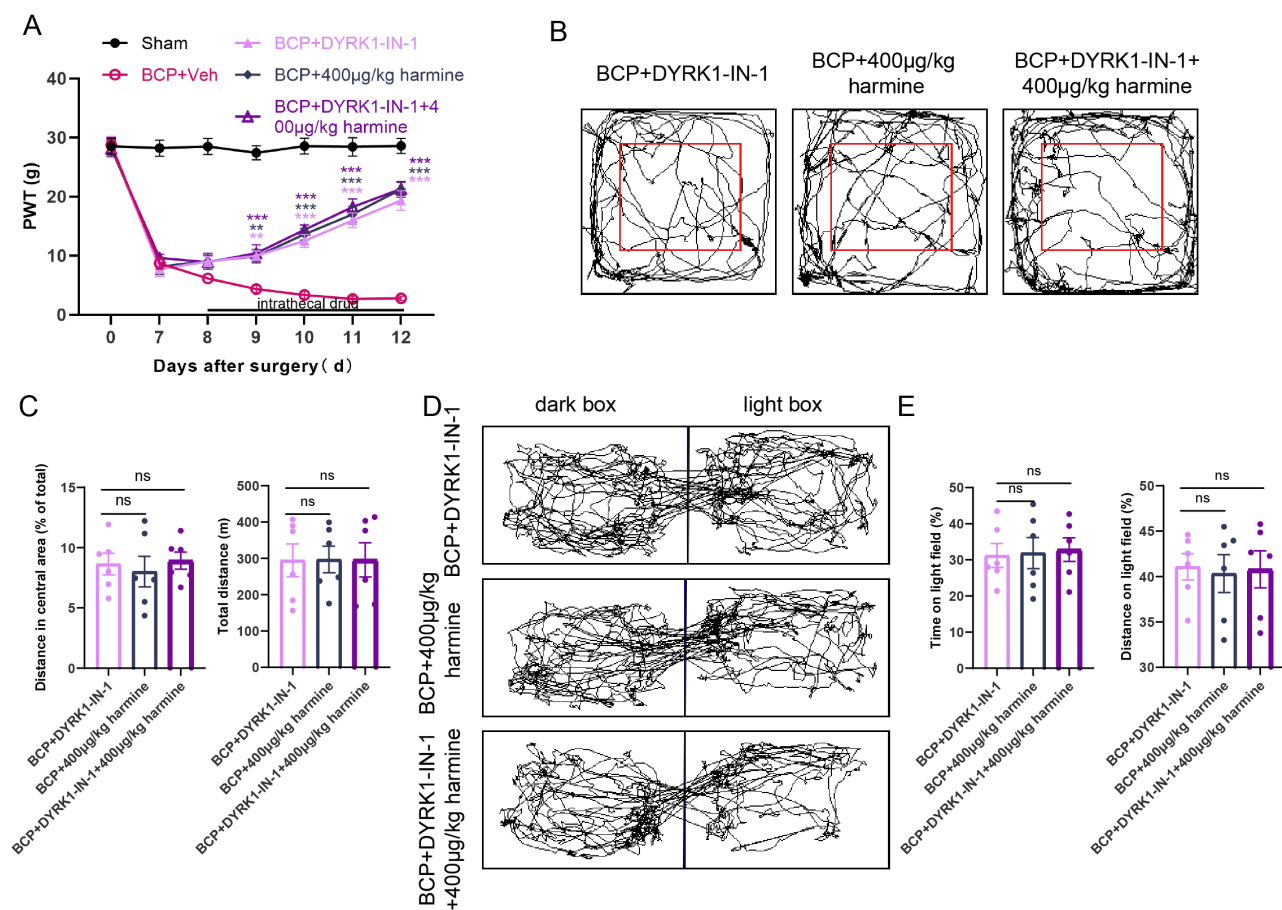 A
Sham
BCP+Veh
BCP+DYRK1-IN-1
BCP+400μg/kg harmine
BCP+DYRK1-IN-1+4
00μg/kg harmine
PWT (g)
40
30
20
10
0
***
**
**
***
***
***
***
***
***
***
***
***
intrathecal drug
0
7
8
9
10
11
12
Days after surgery( d)
B
BCP+DYRK1-IN-1
BCP+400μg/kg
harmine
BCP+DYRK1-IN-1+
400μg/kg harmine
C
Distance in central area (% of total)
15
10
5
0
ns
ns
BCP+DYRK1-IN-1
BCP+400μg/kg harmine
BCP+DYRK1-IN-1+400μg/kg harmine
Total distance (m)
500
400
300
200
100
0
ns
ns
BCP+DYRK1-IN-1
BCP+400μg/kg harmine
BCP+DYRK1-IN-1+400μg/kg harmine
D
dark box
light box
BCP+DYRK1-IN-1
BCP+400μg/kg
harmine
BCP+DYRK1-IN-1
+400μg/kg harmine
E
Time on light field (%)
50
40
30
20
10
0
ns
ns
BCP+DYRK1-IN-1
BCP+400μg/kg harmine
BCP+DYRK1-IN-1+400μg/kg harmine
Distance on light field (%)
50
45
40
35
30
ns
ns
BCP+DYRK1-IN-1
BCP+400μg/kg harmine
BCP+DYRK1-IN-1+400μg/kg harmine